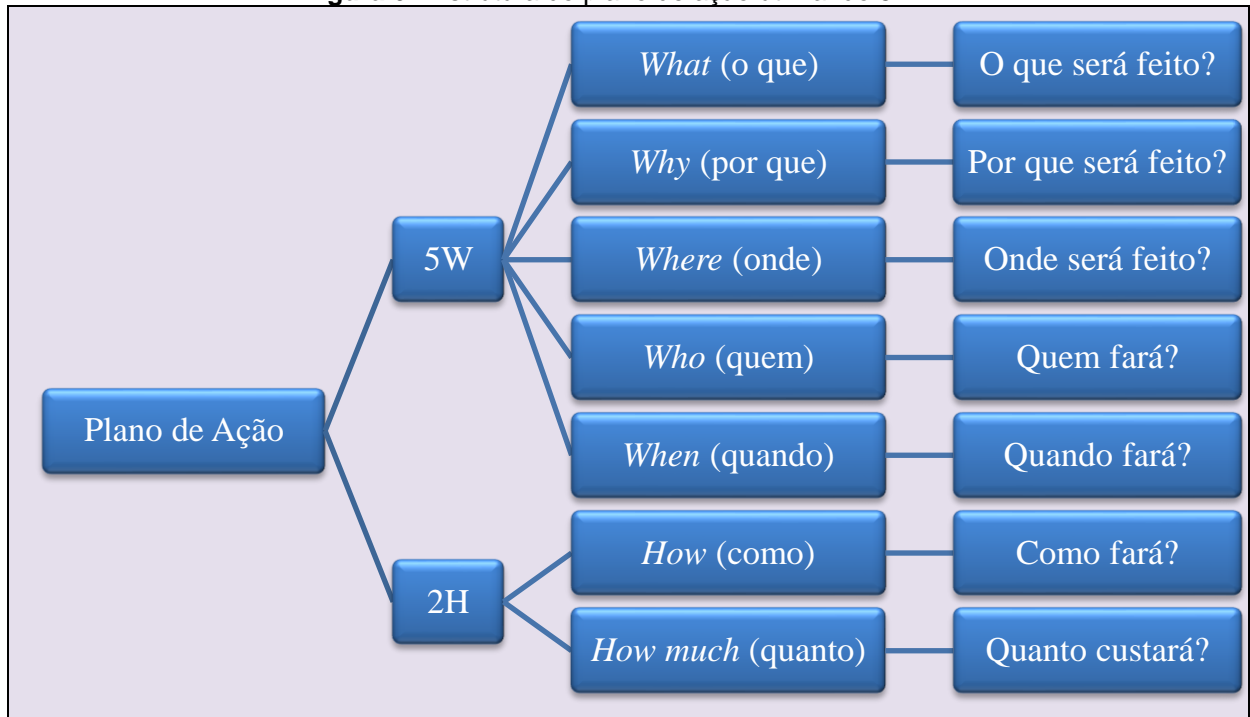 What (o que)
O que será feito?
Why (por que)
Por que será feito?
5W
Where (onde)
Onde será feito?
Who (quem)
Quem fará?
Plano de Ação
When (quando)
Quando fará?
How (como)
Como fará?
2H
How much (quanto)
Quanto custará?